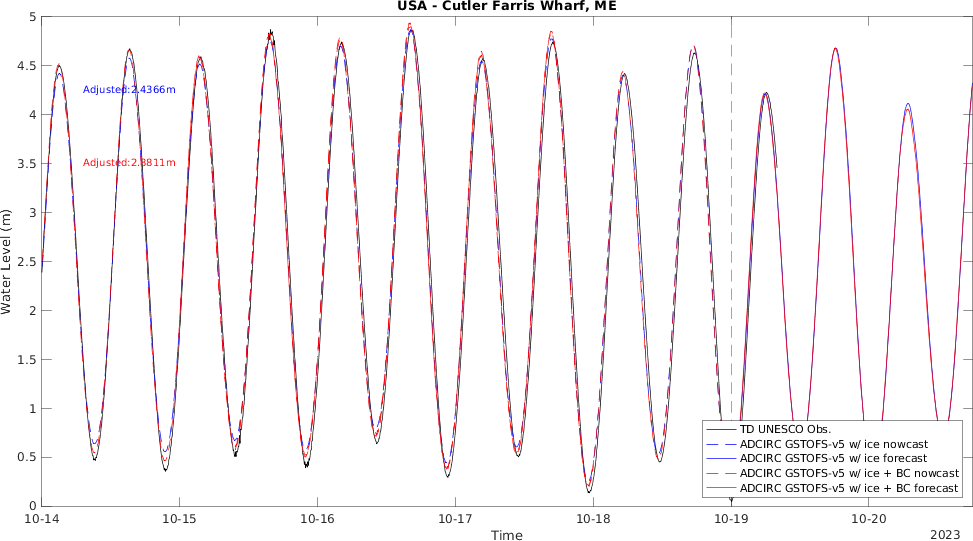 USA - Cutler Farris Wharf, ME
5
4.5
4
3.5
3
2.5
2
1.5
1
0.5
0
Water Level (m)
Adjusted:2.4366m
Adjusted:2.3811m
TD UNESCO Obs.
ADCIRC GSTOFS-v5 w/ ice nowcast
ADCIRC GSTOFS-v5 w/ ice forecast
ADCIRC GSTOFS-v5 w/ ice + BC nowcast
ADCIRC GSTOFS-v5 w/ ice + BC forecast
10-14 10-15 10-16 10-17 10-18 10-19 10-20
Time
2023